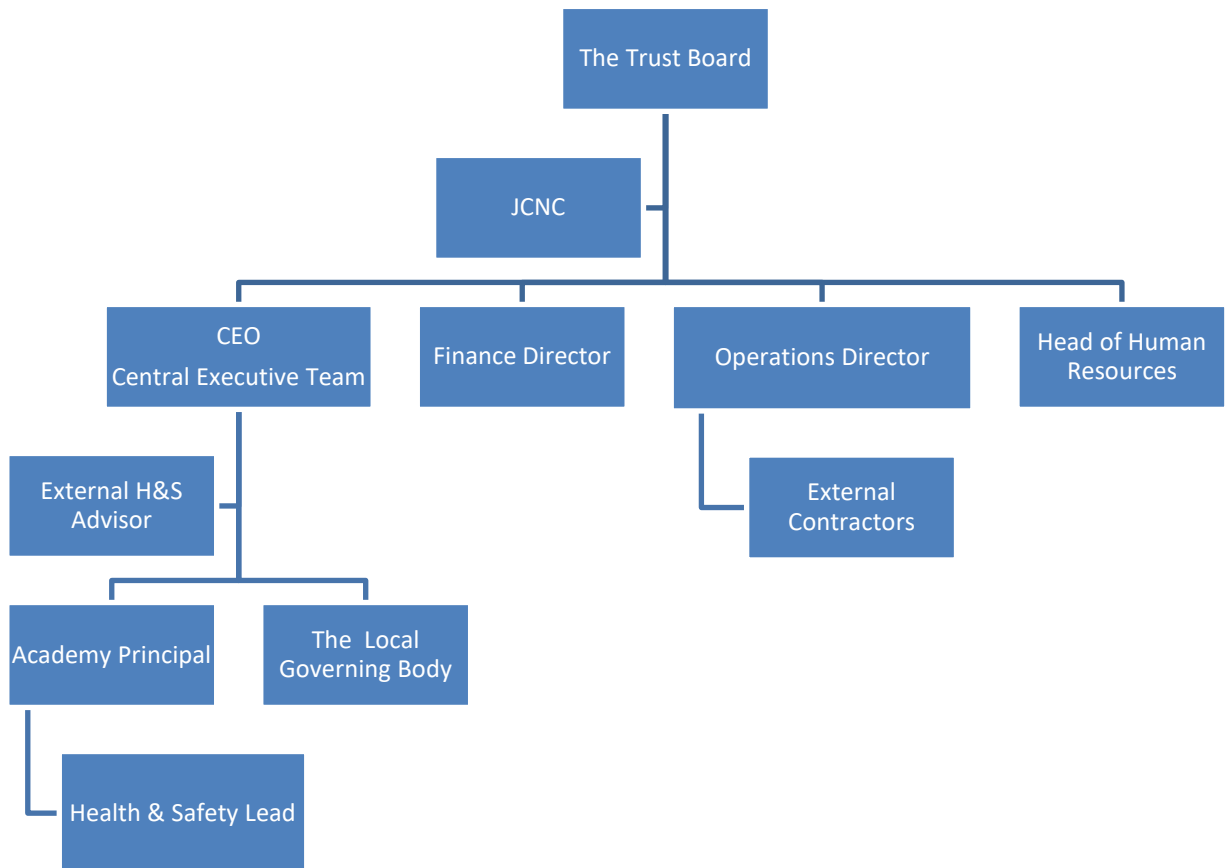 The Trust Board
JCNC
CEO
Central Executive Team
Finance Director
Operations Director
Head of Human
Resources
External H&S
Advisor
External
Contractors
Academy Principal
The Local
Governing Body
Health & Safety Lead